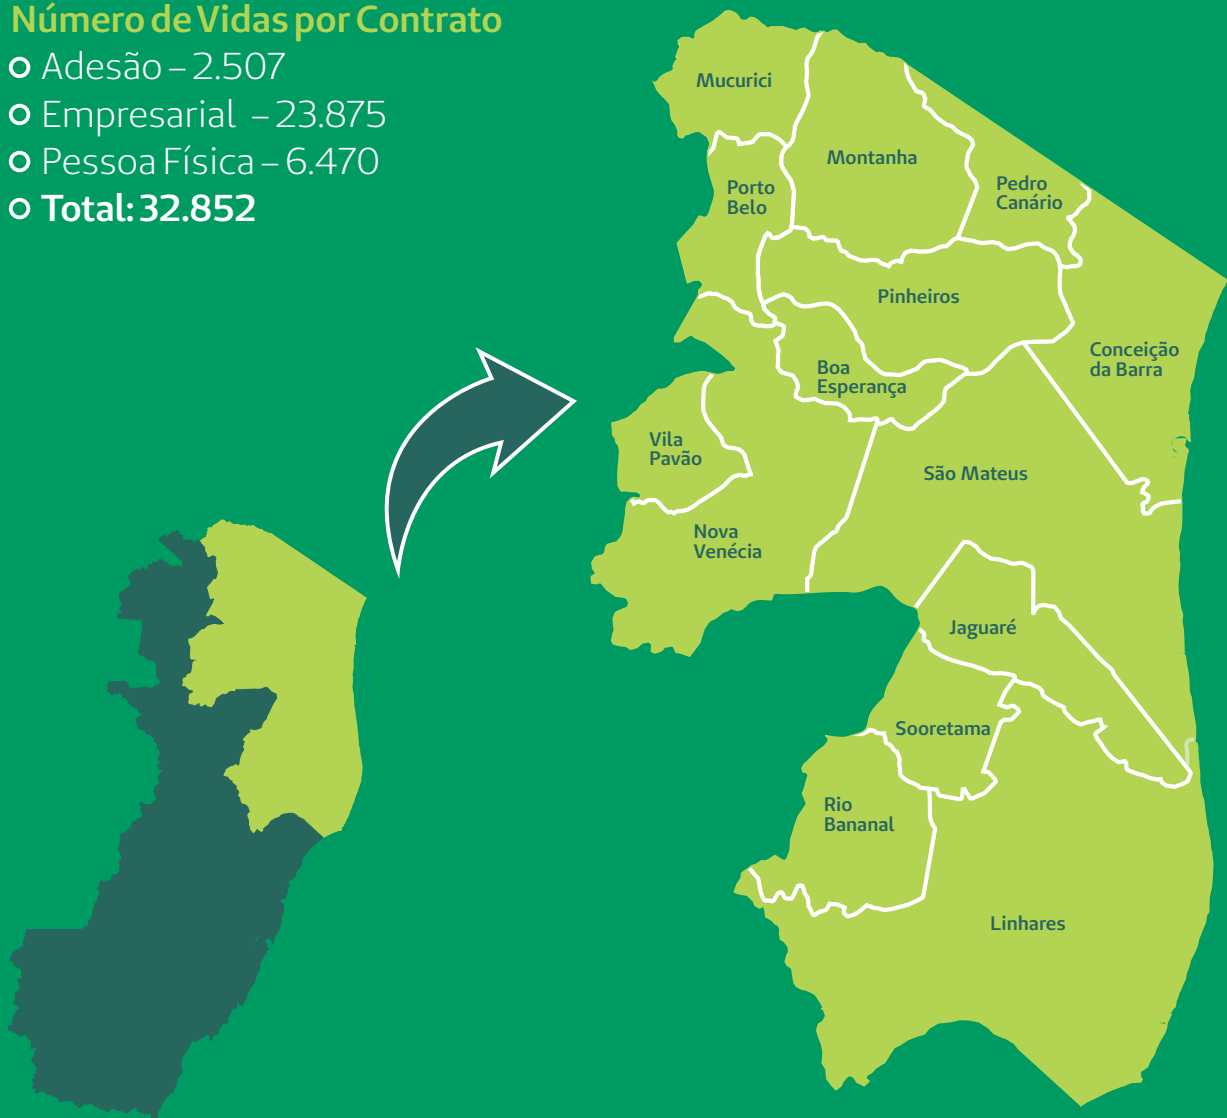 Número de Vidas por Contrato
Adesão – 2.507
Empresarial – 23.875
Pessoa Física – 6.470
Total: 32.852
Mucurici
Montanha
Porto
Belo
Pedro
Canário
Pinheiros
Conceição
da Barra
Boa
Esperança
Vila
Pavão
São Mateus
Nova
Venécia
Jaguaré
Sooretama
Rio
Bananal
Linhares